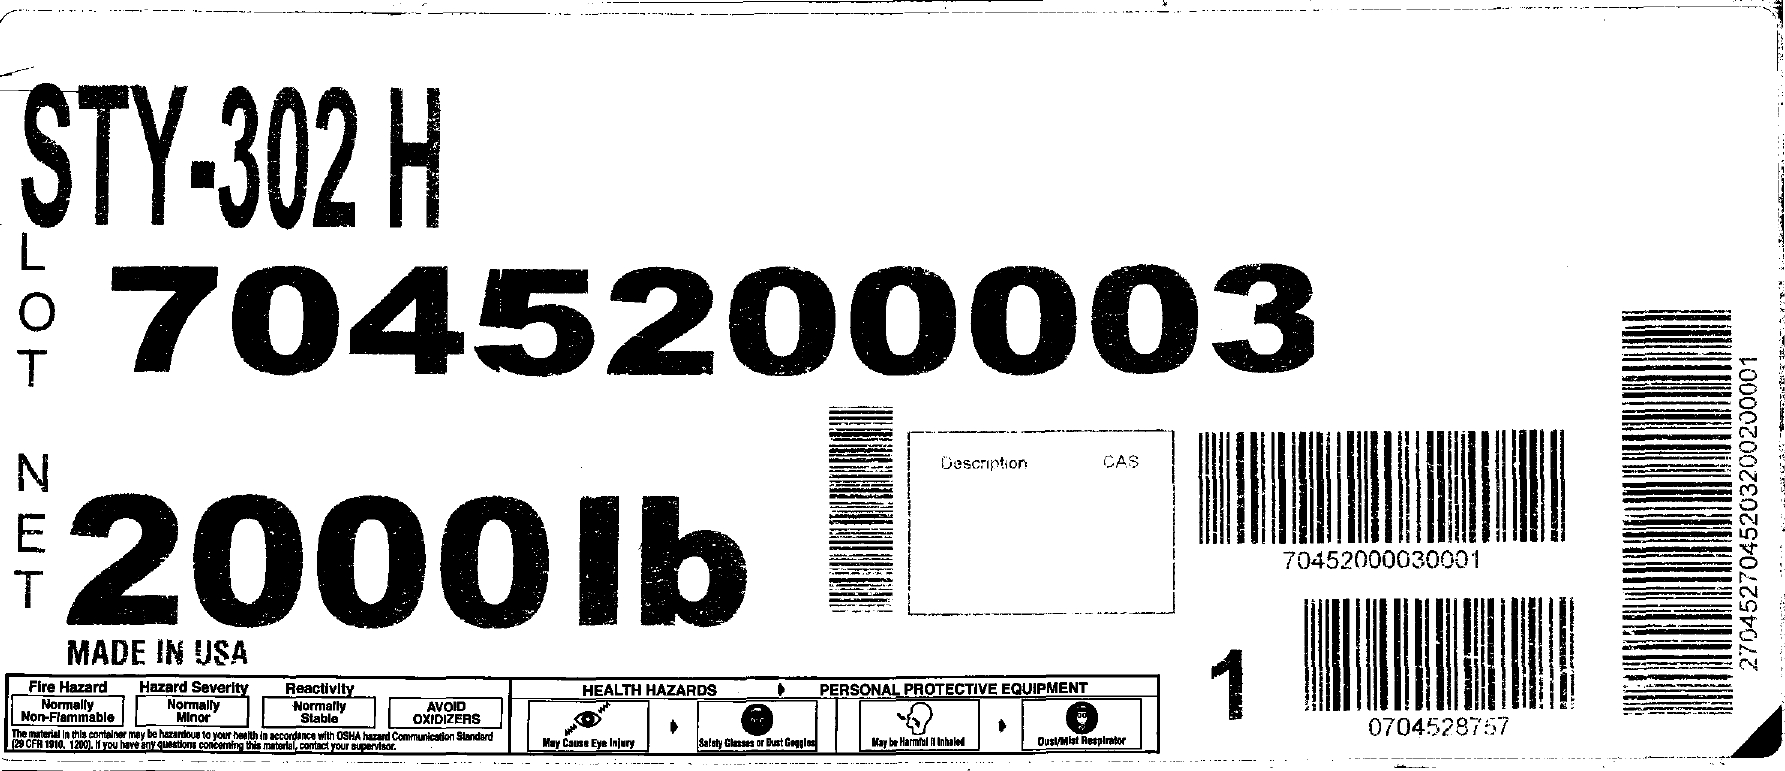 STY-302 H
LOT
7045200003
NET
2000lb
MADE IN USA
Description CAS
70452000030001
1
0704528757
2704527045203200200001
Fire Hazard
Normally
Non-Flammable
Hazard Severity
Normally
Minor
Reactivity
Normally
Stable
AVOID
OXIDIZERS
The material in this container may be hazardous to your health in accordance with OSHA hazard Communication Standard
(29 CFR 1910. 1200). If you have any questions concerning this material, contact your supervisor.
HEALTH HAZARDS
PERSONAL PROTECTIVE EQUIPMENT
May Cause Eye Injury
Safety Glasses or Dust Goggles
May be Harmful if Inhaled
Dust/Mist Respirator